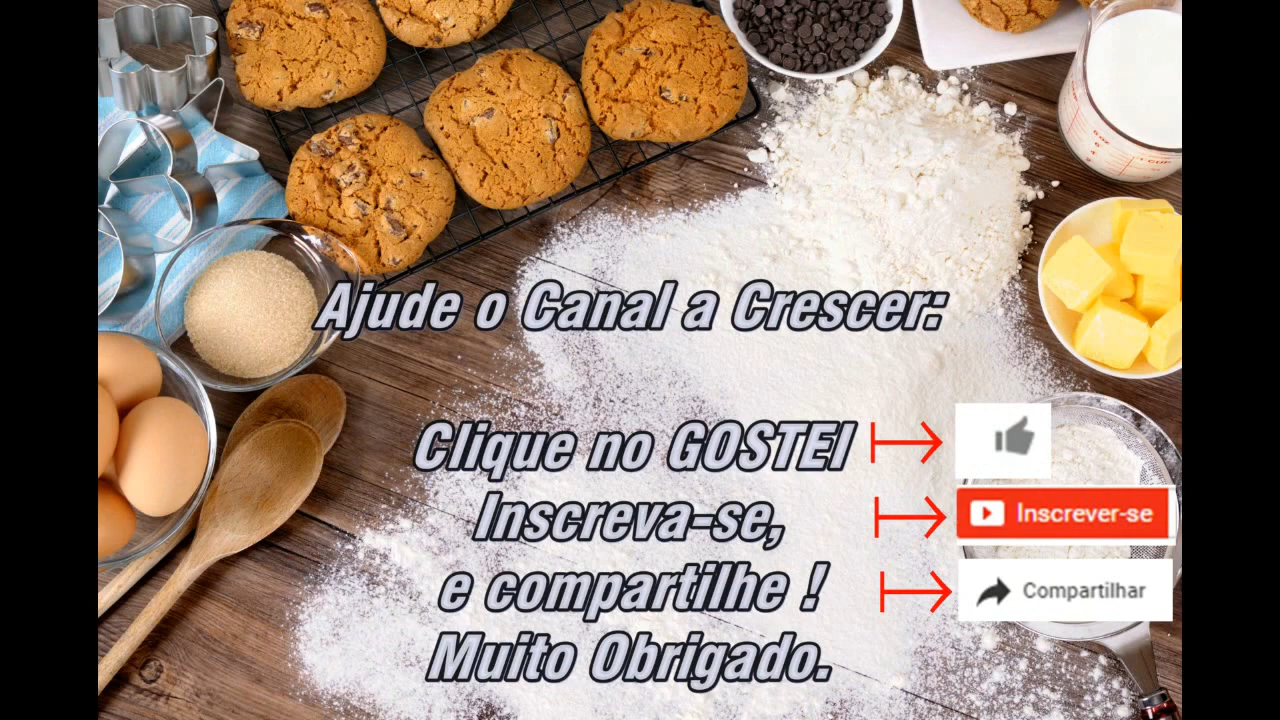 Ajude o Canal a Crescer:
Clique no GOSTEI
Inscreva-se,
Inscrever-se
e compartilhe !
Compartilhar
Muito Obrigado.